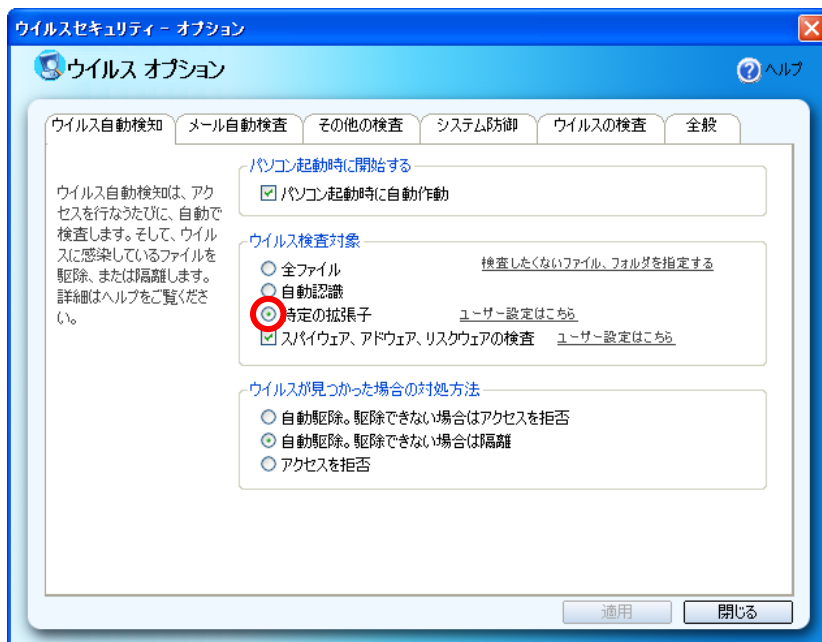 ウイルスセキュリティ - オプション
ウイルス オプション
ヘルプ
ウイルス自動検知 メール自動検査 その他の検査 システム防御 ウイルスの検査 全般
ウイルス自動検知は、アク
セスを行なうたびに、自動で
検査します。そして、ウイル
スに感染しているファイルを
駆除、または隔離します。
詳細はヘルプをご覧くださ
い。
パソコン起動時に開始する
パソコン起動時に自動作動
ウイルス検査対象
全ファイル 検査したくないファイル、フォルダを指定する
自動認識
特定の拡張子 ユーザー設定はこちら
スパイウェア、アドウェア、リスクウェアの検査 ユーザー設定はこちら
ウイルスが見つかった場合の対処方法
自動駆除。駆除できない場合はアクセスを拒否
自動駆除。駆除できない場合は隔離
アクセスを拒否
適用 閉じる